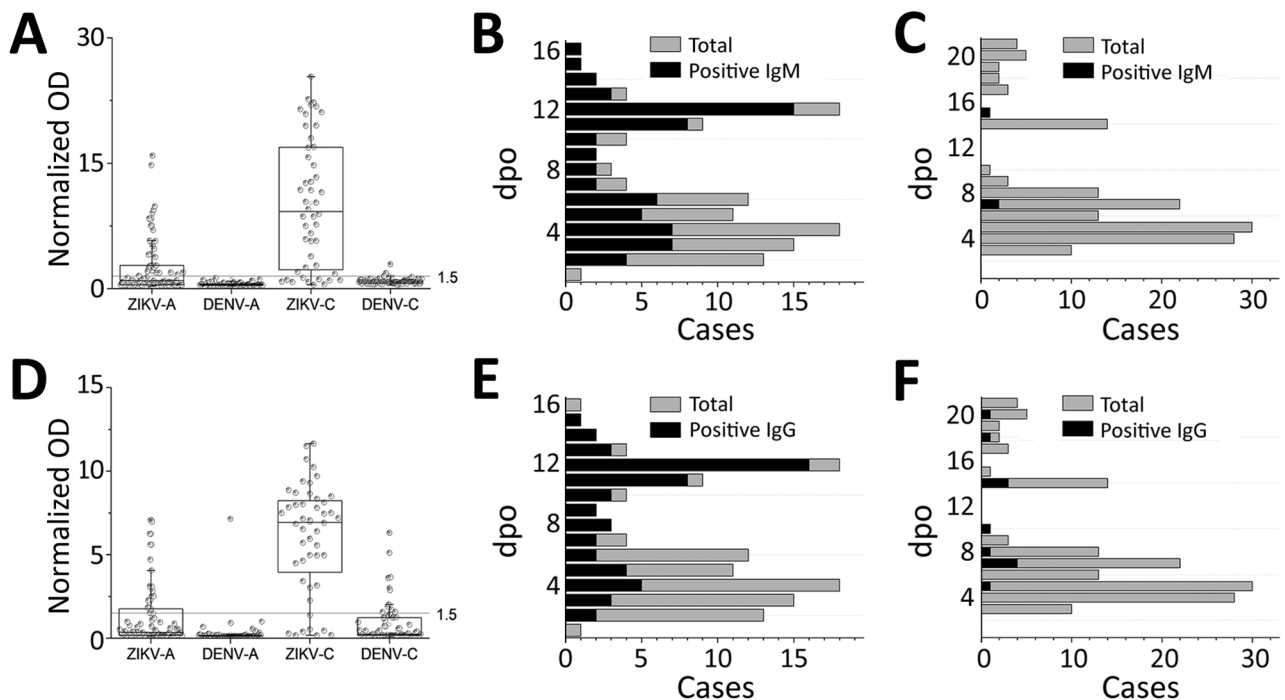 A
Normalized OD
30
15
0
1.5
ZIKV-A DENV-A ZIKV-C DENV-C
B
dpo
16
12
8
4
Total
Positive IgM
0 5 10 15
Cases
C
dpo
20
16
12
8
4
Total
Positive IgM
0 10 20 30
Cases
D
Normalized OD
15
10
5
0
1.5
ZIKV-A DENV-A ZIKV-C DENV-C
E
dpo
16
12
8
4
Total
Positive IgG
0 5 10 15
Cases
F
dpo
20
16
12
8
4
Total
Positive IgG
0 10 20 30
Cases